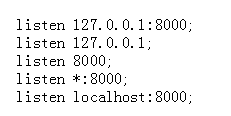 listen 127.0.0.1:8000;
listen 127.0.0.1;
listen 8000;
listen *:8000;
listen localhost:8000;